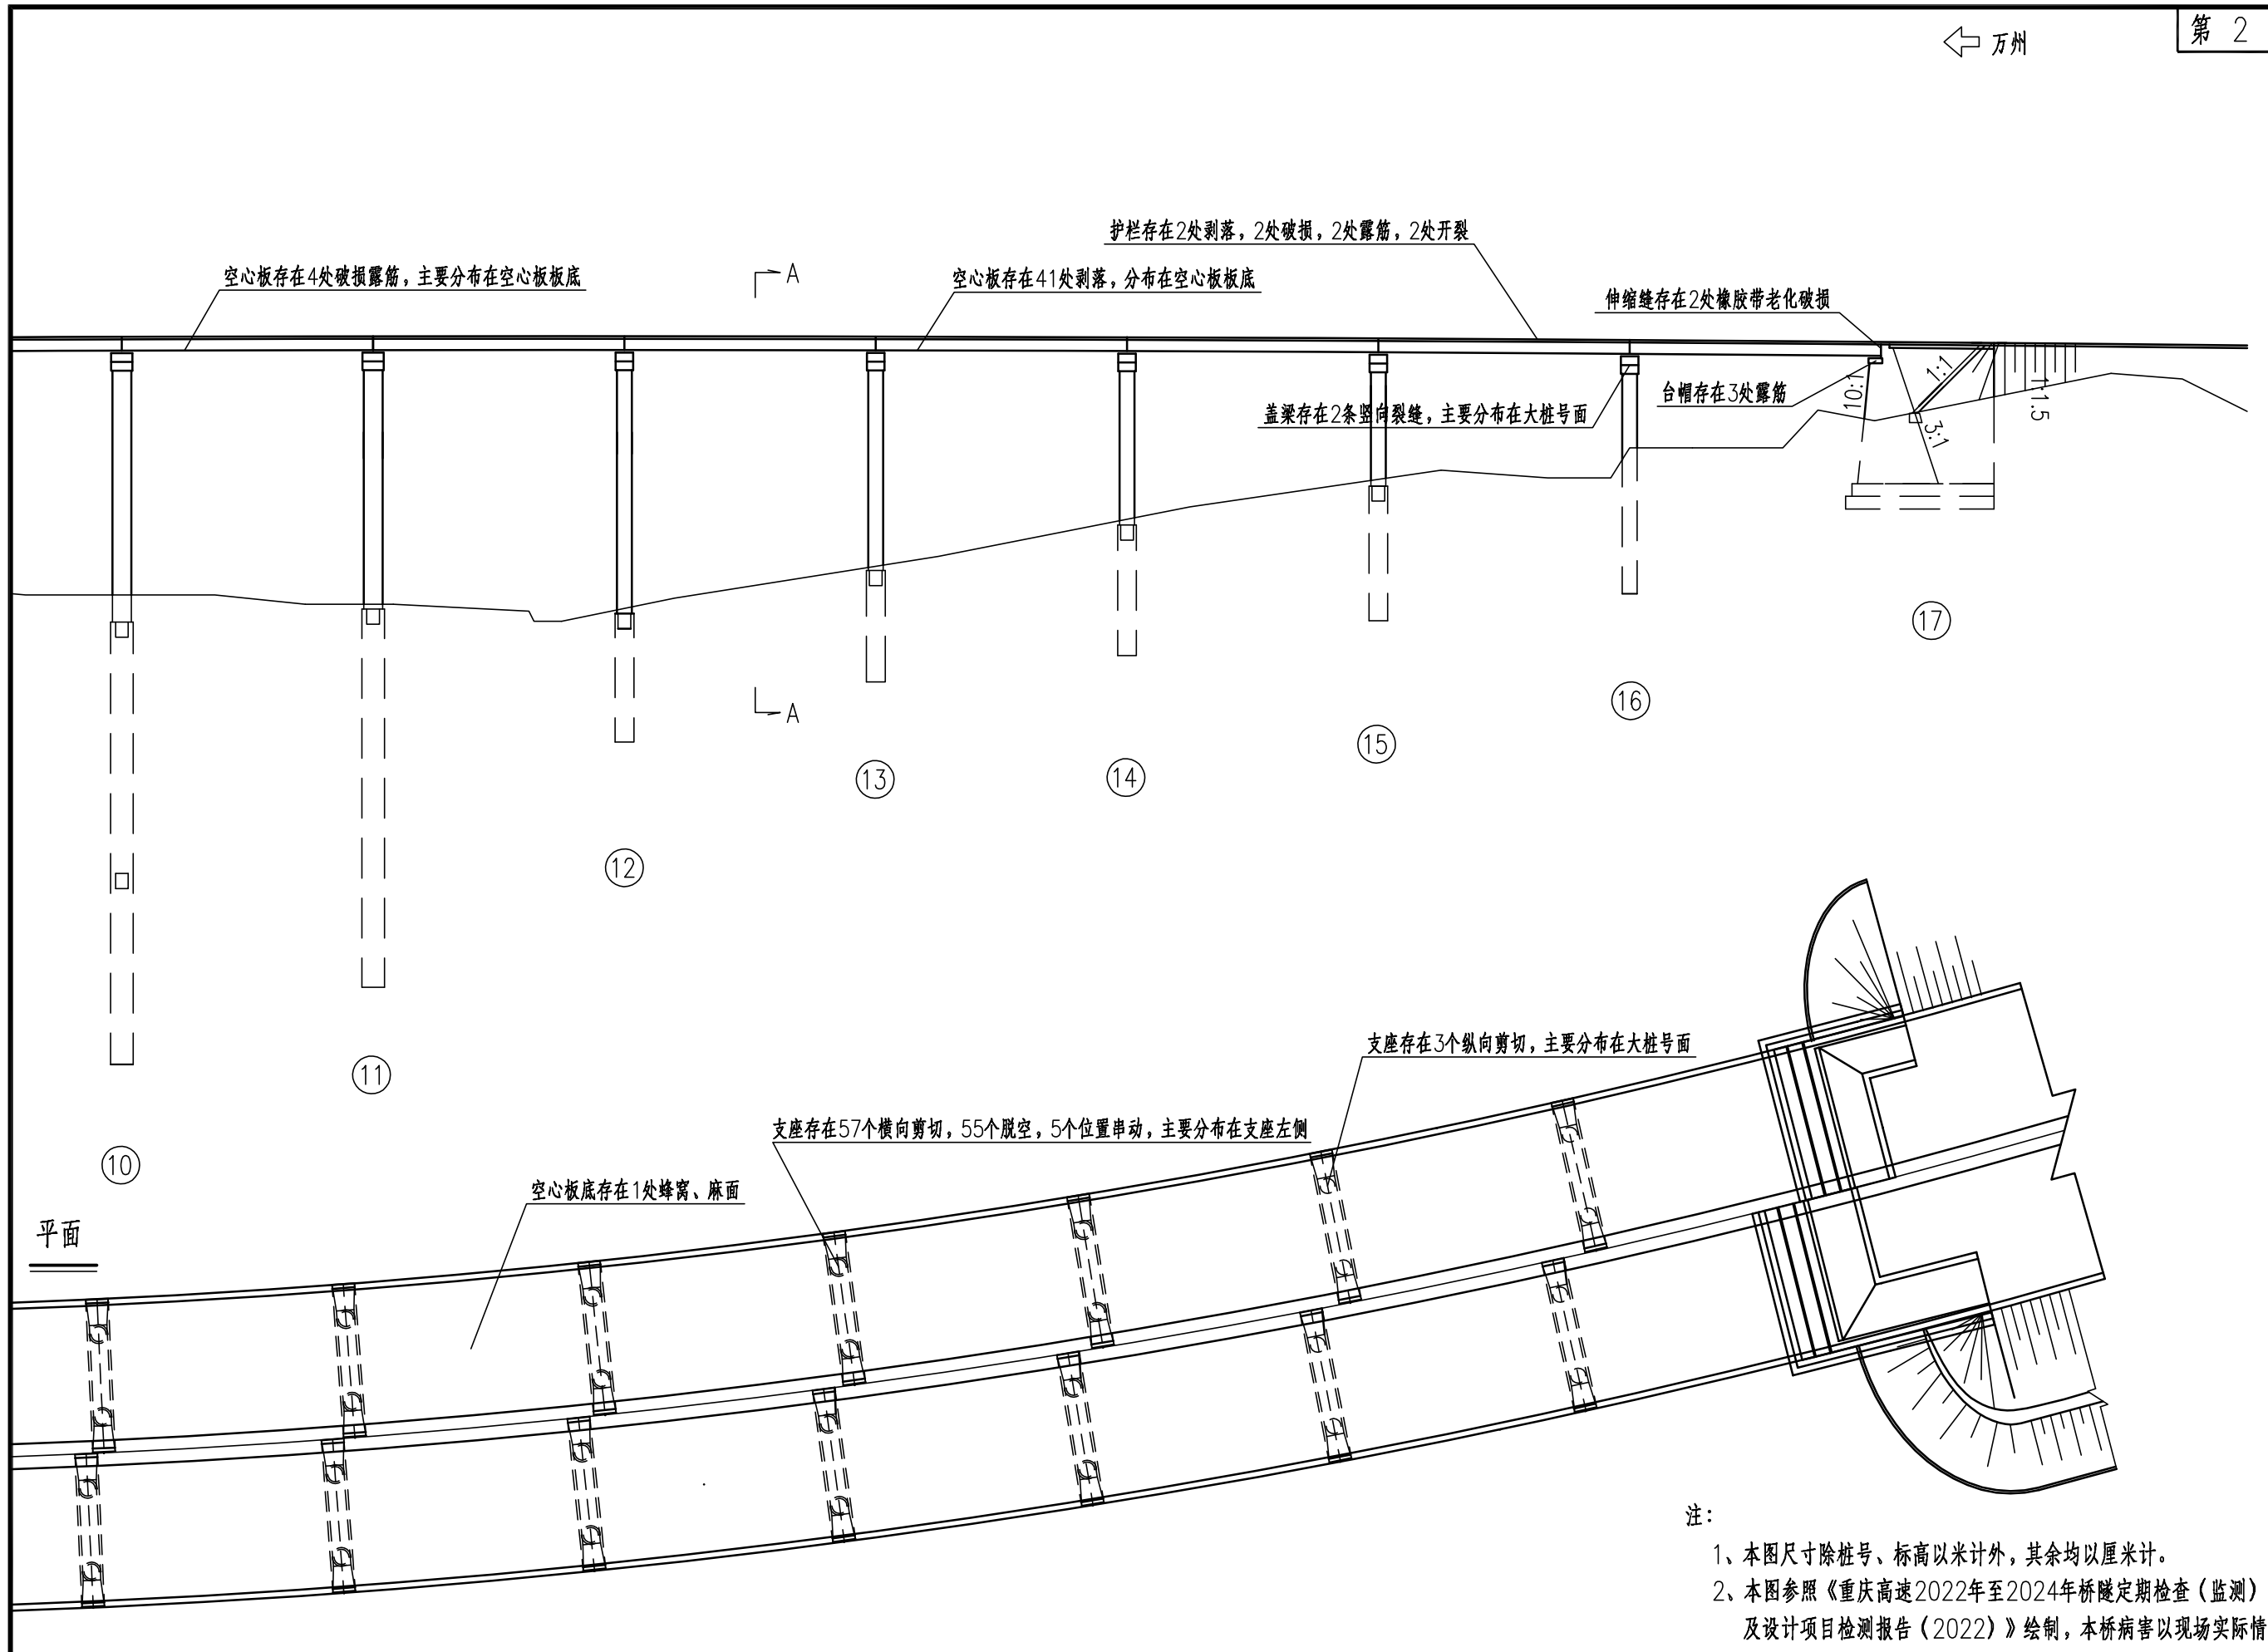 万州
第 2
护栏存在2处剥落，2处破损，2处露筋，2处开裂
空心板存在4处破损露筋，主要分布在空心板板底
A
空心板存在41处剥落，分布在空心板板底
伸缩缝存在2处橡胶带老化破损
盖梁存在2条竖向裂缝，主要分布在大桩号面
台帽存在3处露筋
10:1
1:1
3:1
1:1.5
A
17
16
15
13
14
12
11
10
支座存在3个纵向剪切，主要分布在大桩号面
支座存在57个横向剪切，55个脱空，5个位置串动，主要分布在支座左侧
空心板底存在1处蜂窝、麻面
平面
注：
1、本图尺寸除桩号、标高以米计外，其余均以厘米计。
2、本图参照《重庆高速2022年至2024年桥隧定期检查（监测）
及设计项目检测报告（2022）》绘制，本桥病害以现场实际情